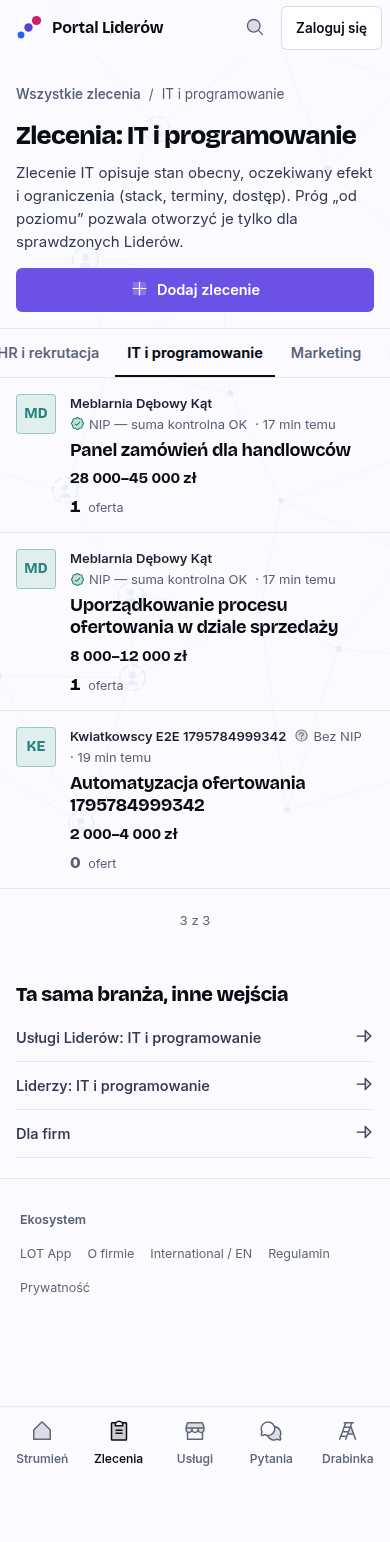 Portal Liderów
Zaloguj się
Wszystkie zlecenia / IT i programowanie
Zlecenia: IT i programowanie
Zlecenie IT opisuje stan obecny, oczekiwany efekt
i ograniczenia (stack, terminy, dostęp). Próg „od
poziomu” pozwala otworzyć je tylko dla
sprawdzonych Liderów.
Dodaj zlecenie
HR i rekrutacja IT i programowanie Marketing
MD
Meblarnia Dębowy Kąt
NIP — suma kontrolna OK · 17 min temu
Panel zamówień dla handlowców
28 000–45 000 zł
1 oferta
MD
Meblarnia Dębowy Kąt
NIP — suma kontrolna OK · 17 min temu
Uporządkowanie procesu
ofertowania w dziale sprzedaży
8 000–12 000 zł
1 oferta
KE
Kwiatkowscy E2E 1795784999342 Bez NIP
· 19 min temu
Automatyzacja ofertowania
1795784999342
2 000–4 000 zł
0 ofert
3 z 3
Ta sama branża, inne wejścia
Usługi Liderów: IT i programowanie
Liderzy: IT i programowanie
Dla firm
Ekosystem
LOT App O firmie International / EN Regulamin
Prywatność
Strumień Zlecenia Usługi Pytania Drabinka